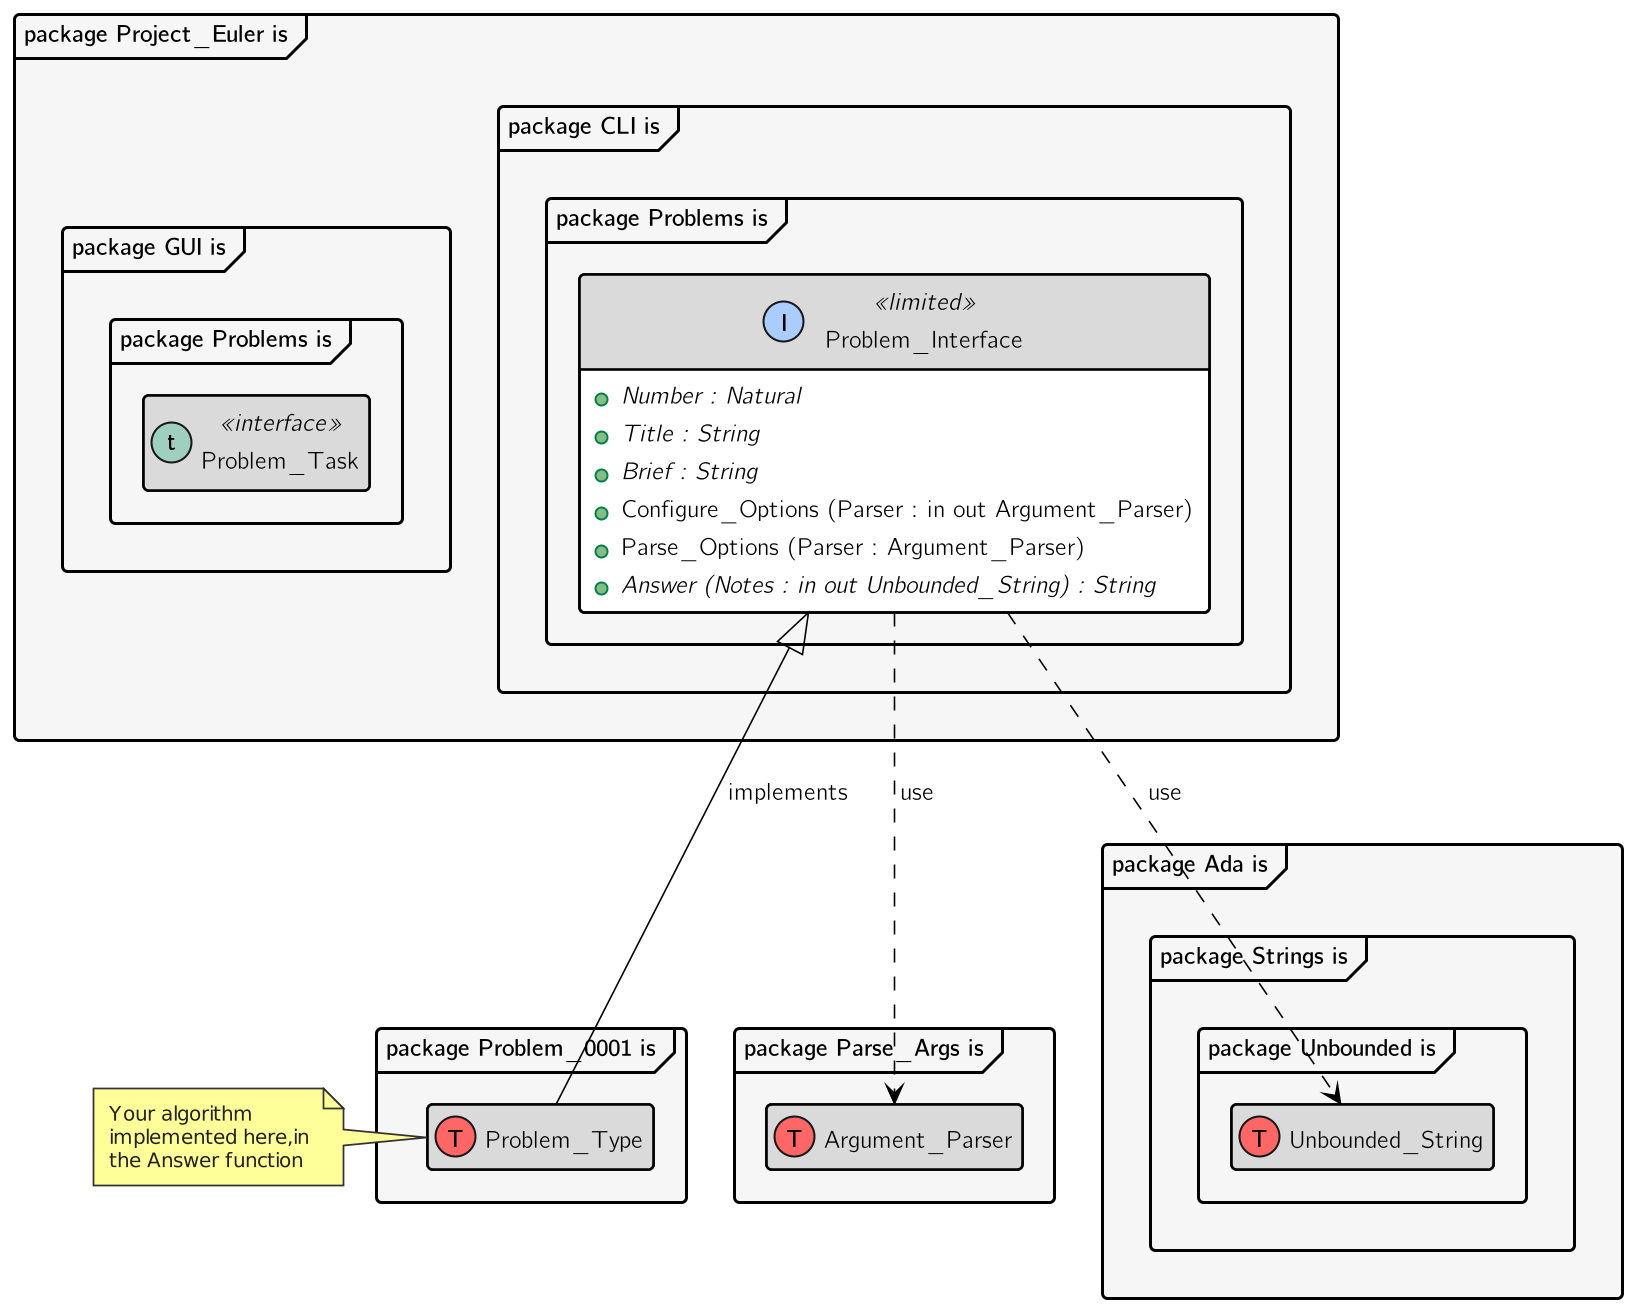 package Project_Euler is
package CLI is
package Problems is
«limited»
I
Problem_Interface
Number : Natural
Title : String
Brief : String
Configure_Options (Parser : in out Argument_Parser)
Parse_Options (Parser : Argument_Parser)
Answer (Notes : in out Unbounded_String) : String
package GUI is
package Problems is
«interface»
t
Problem_Task
implements
use
use
package Ada is
package Strings is
package Unbounded is
T Unbounded_String
package Problem_0001 is
T Problem_Type
package Parse_Args is
T Argument_Parser
Your algorithm
implemented here,in
the Answer function